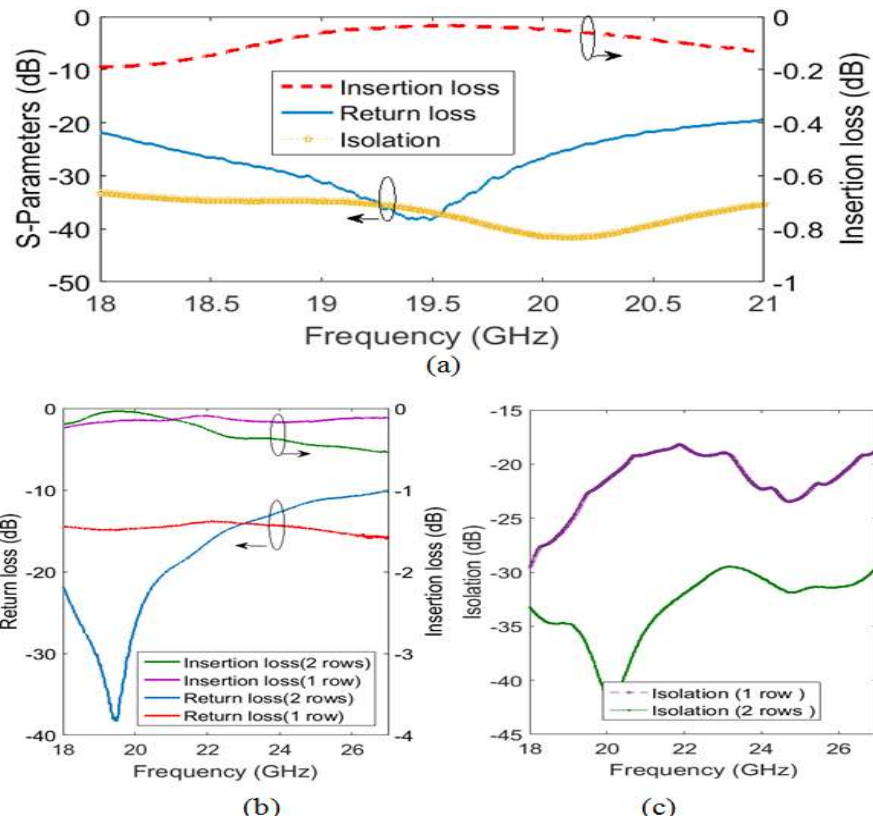 0
0
-10
-0.2
-20
-0.4
-30
-0.6
-40
-0.8
-50
-1
S-Parameters (dB)
Insertion loss (dB)
Insertion loss
Return loss
Isolation
18 18.5 19 19.5 20 20.5 21
Frequency (GHz)
(a)
0
-10
-20
-30
-40
Return loss (dB)
0
-1
-2
-3
-4
Insertion loss (dB)
Insertion loss(2 rows)
Insertion loss(1 row)
Return loss(2 rows)
Return loss(1 row)
18 20 22 24 26
Frequency (GHz)
(b)
-15
-20
-25
-30
-35
-40
-45
Isolation (dB)
Isolation (1 row )
Isolation (2 rows )
18 20 22 24 26
Frequency (GHz)
(c)